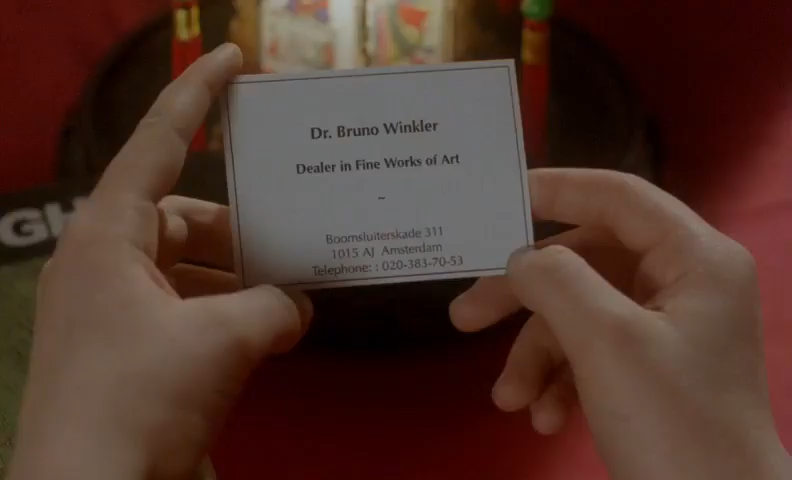 Dr. Bruno Winkler
Dealer in Fine Works of Art
~
Boomsluiterskade 311
1015 AJ Amsterdam
Telephone: : 020-383-70-53
GH